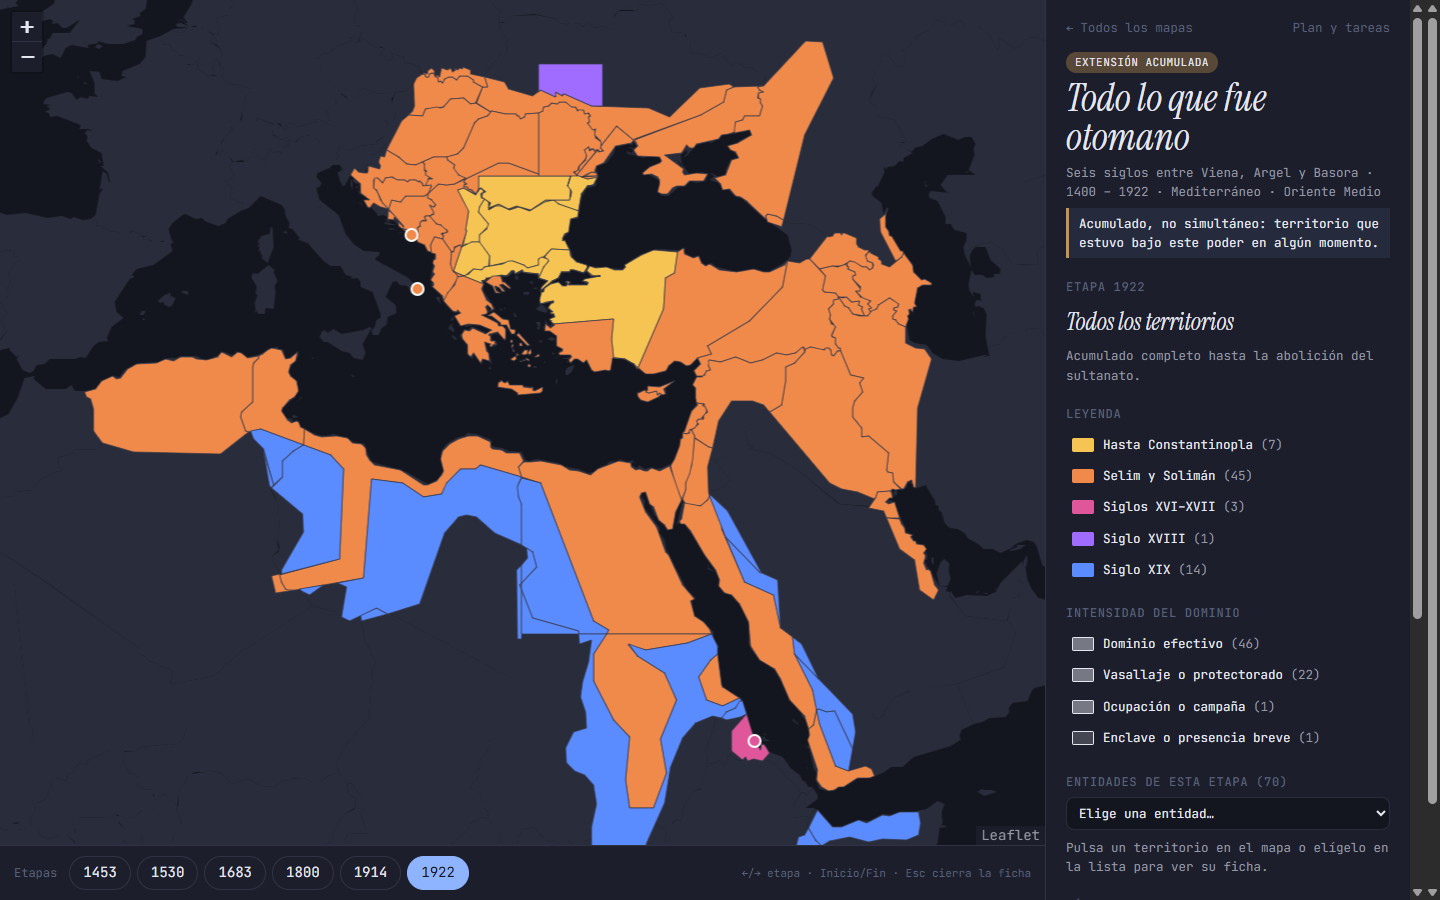 +
−
← Todos los mapas
Plan y tareas
EXTENSIÓN ACUMULADA
Todo lo que fue
otomano
Seis siglos entre Viena, Argel y Basora ·
1400 – 1922 · Mediterráneo · Oriente Medio
Acumulado, no simultáneo: territorio que
estuvo bajo este poder en algún momento.
ETAPA 1922
Todos los territorios
Acumulado completo hasta la abolición del
sultanato.
LEYENDA
Hasta Constantinopla (7)
Selim y Solimán (45)
Siglos XVI–XVII (3)
Siglo XVIII (1)
Siglo XIX (14)
INTENSIDAD DEL DOMINIO
Dominio efectivo (46)
Vasallaje o protectorado (22)
Ocupación o campaña (1)
Enclave o presencia breve (1)
ENTIDADES DE ESTA ETAPA (70)
Elige una entidad…
Pulsa un territorio en el mapa o elígelo en
la lista para ver su ficha.
Leaflet
Etapas 1453 1530 1683 1800 1914 1922
←/→ etapa · Inicio/Fin · Esc cierra la ficha